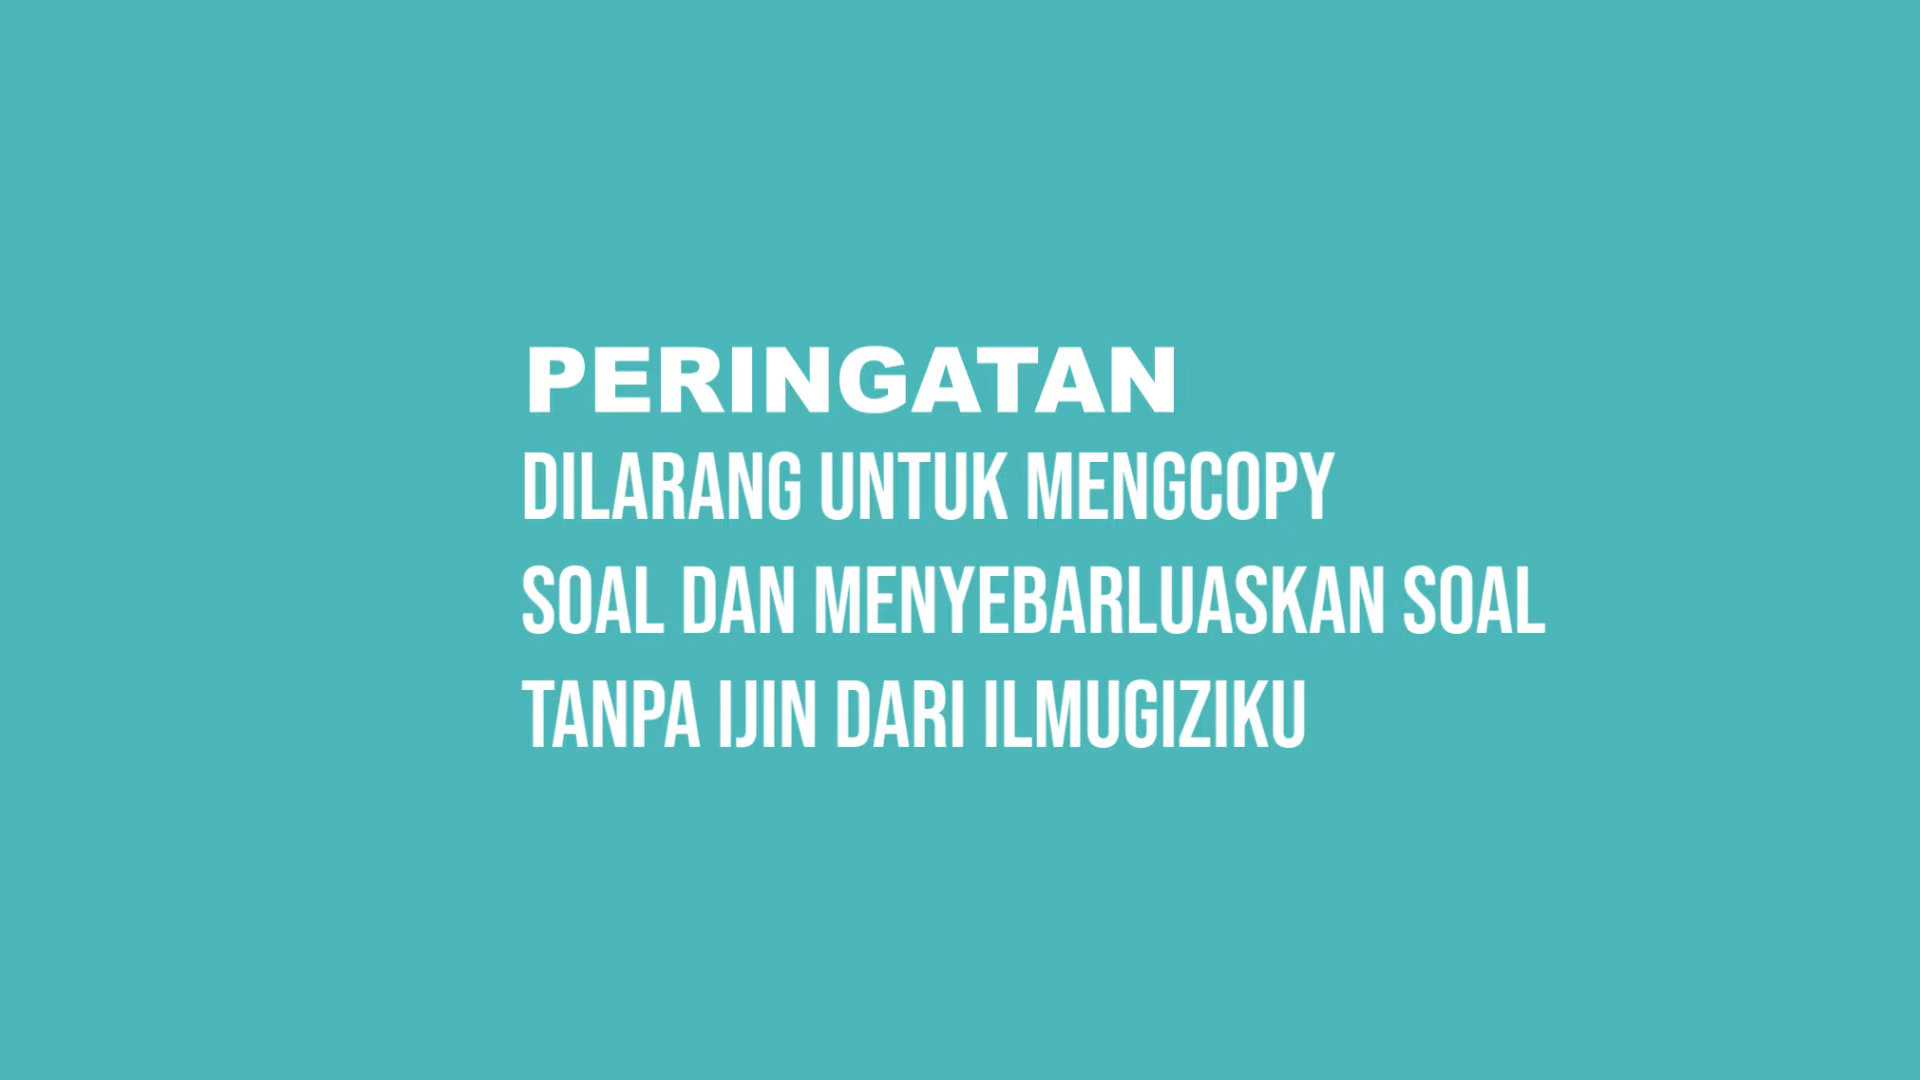 PERINGATAN
DILARANG UNTUK MENGCOPY
SOAL DAN MENYEBARLUASKAN SOAL
TANPA IJIN DARI ILMUGIZIKU